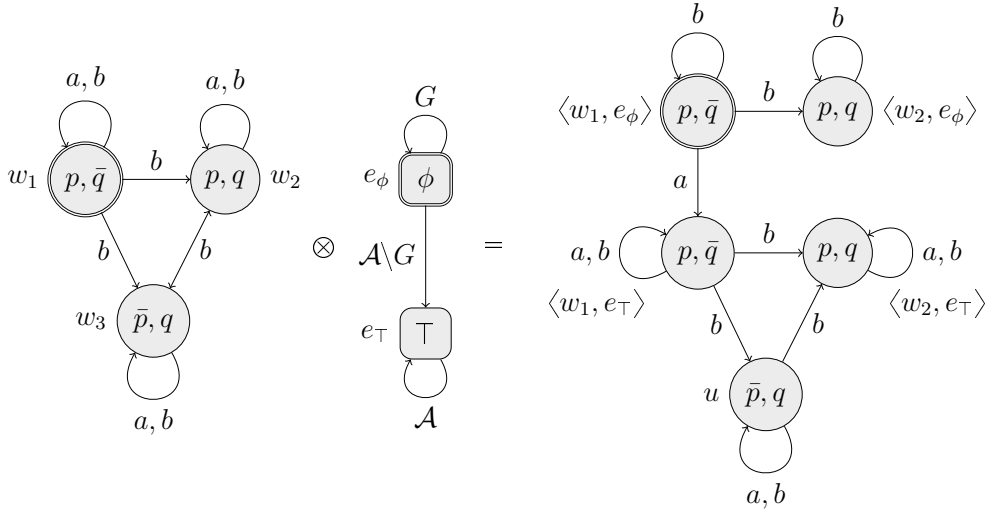 a, b
a, b
w₁
p, q̄
b
p, q
w₂
b
b
w₃
p̄, q
a, b
⊗
G
e_ϕ
ϕ
𝒜\G
e_⊤
⊤
𝒜
=
b
b
⟨w₁, e_ϕ⟩
p, q̄
b
p, q
⟨w₂, e_ϕ⟩
a
a, b
p, q̄
b
p, q
a, b
⟨w₁, e_⊤⟩
⟨w₂, e_⊤⟩
b
b
u
p̄, q
a, b